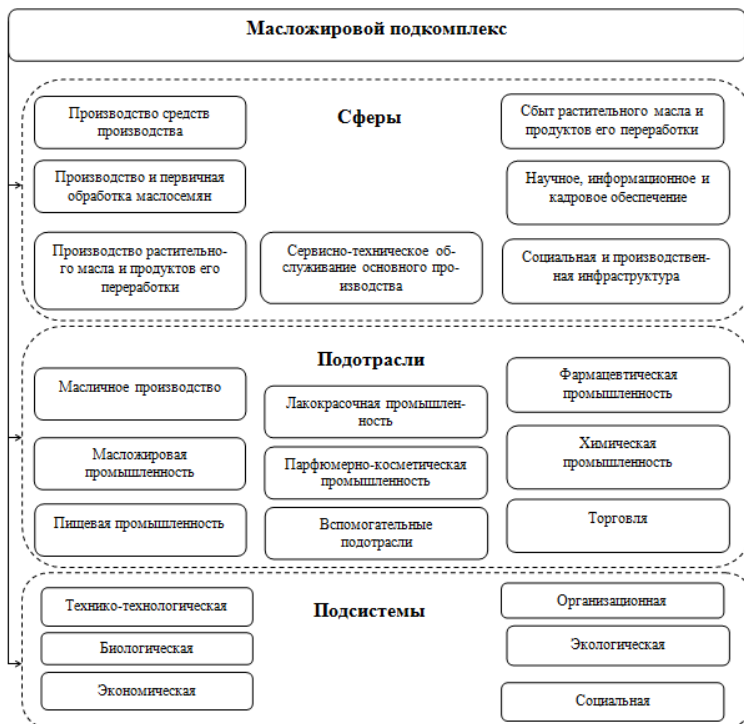 Масложировой подкомплекс
Сферы
Производство средств
производства
Производство и первичная
обработка маслосемян
Производство растительно-
го масла и продуктов его
переработки
Сервисно-техническое об-
служивание основного про-
изводства
Сбыт растительного масла и
продуктов его переработки
Научное, информационное и
кадровое обеспечение
Социальная и производствен-
ная инфраструктура
Подотрасли
Масличное производство
Масложировая
промышленность
Пищевая промышленность
Лакокрасочная промышлен-
ность
Парфюмерно-косметическая
промышленность
Вспомогательные
подотрасли
Фармацевтическая
промышленность
Химическая
промышленность
Торговля
Подсистемы
Технико-технологическая
Биологическая
Экономическая
Организационная
Экологическая
Социальная